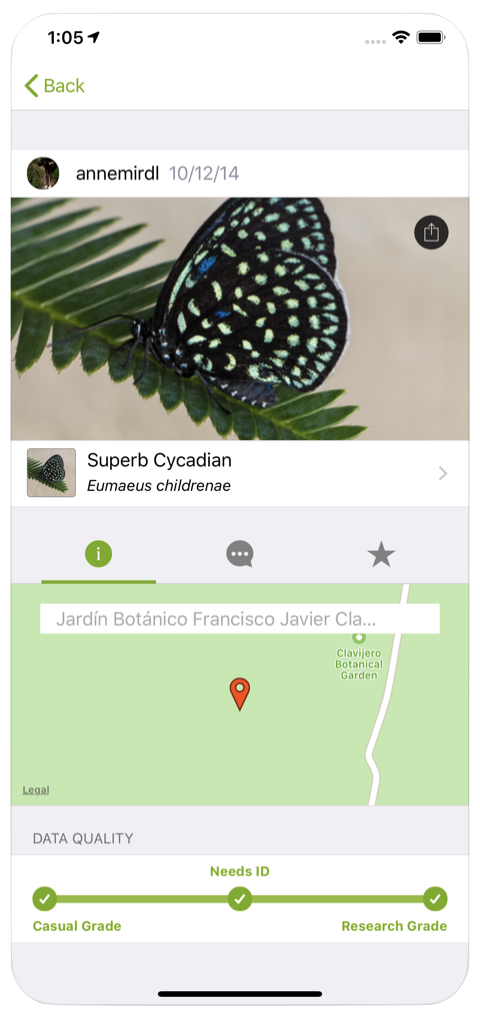 1:05
Back
annemirdl 10/12/14
Superb Cycadian
Eumaeus childrenae
Jardín Botánico Francisco Javier Cla...
Clavijero
Botanical
Garden
Legal
DATA QUALITY
Needs ID
Casual Grade
Research Grade